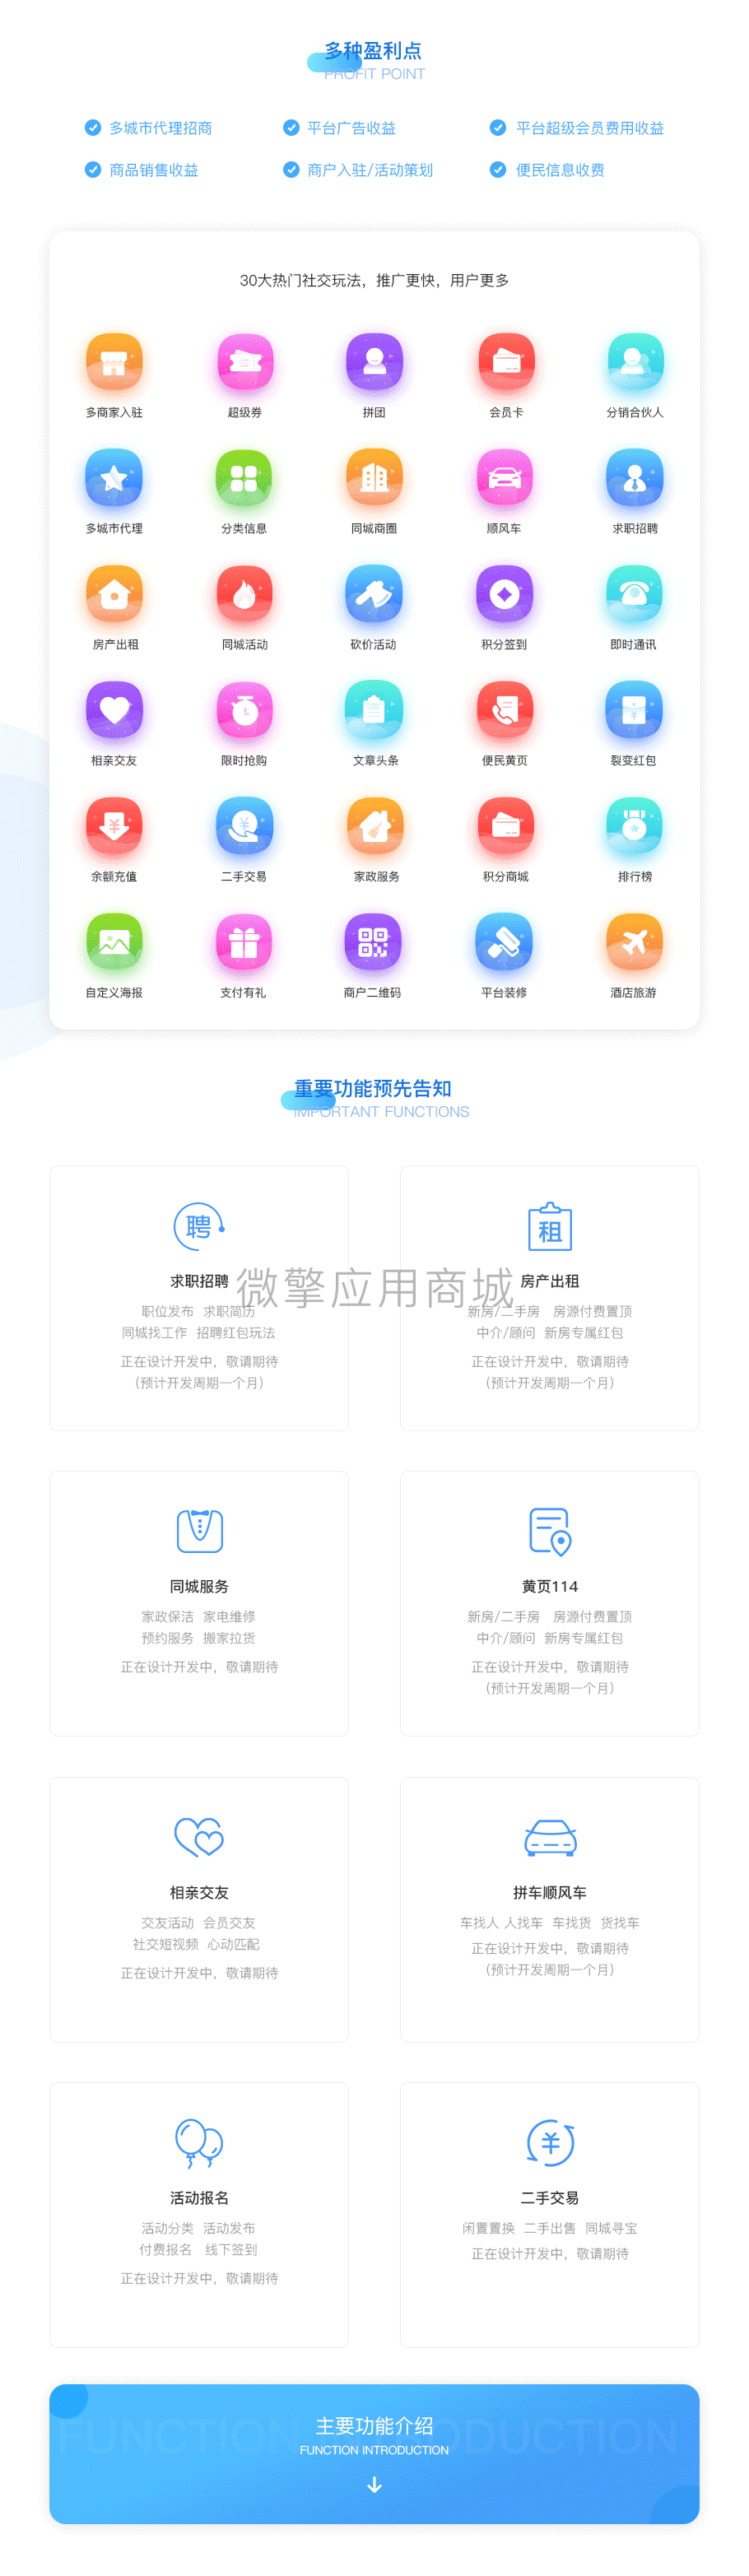 多种盈利点
PROFIT POINT
多城市代理招商 平台广告收益 平台超级会员费用收益
商品销售收益 商户入驻/活动策划 便民信息收费
30大热门社交玩法，推广更快，用户更多
多商家入驻 超级券 拼团 会员卡 分销合伙人
多城市代理 分类信息 同城商圈 顺风车 求职招聘
房产出租 同城活动 砍价活动 积分签到 即时通讯
相亲交友 限时抢购 文章头条 便民黄页 裂变红包
余额充值 二手交易 家政服务 积分商城 排行榜
自定义海报 支付有礼 商户二维码 平台装修 酒店旅游
重要功能预先告知
IMPORTANT FUNCTIONS
聘
求职招聘
职位发布 求职简历
同城找工作 招聘红包玩法
正在设计开发中，敬请期待
(预计开发周期一个月)
租
房产出租
新房/二手房 房源付费置顶
中介/顾问 新房专属红包
正在设计开发中，敬请期待
(预计开发周期一个月)
微擎应用商城
同城服务
家政保洁 家电维修
预约服务 搬家拉货
正在设计开发中，敬请期待
黄页114
新房/二手房 房源付费置顶
中介/顾问 新房专属红包
正在设计开发中，敬请期待
(预计开发周期一个月)
相亲交友
交友活动 会员交友
社交短视频 心动匹配
正在设计开发中，敬请期待
拼车顺风车
车找人 人找车 车找货 货找车
正在设计开发中，敬请期待
(预计开发周期一个月)
活动报名
活动分类 活动发布
付费报名 线下签到
正在设计开发中，敬请期待
二手交易
闲置置换 二手出售 同城寻宝
正在设计开发中，敬请期待
FUNCTION INTRODUCTION
主要功能介绍
FUNCTION INTRODUCTION